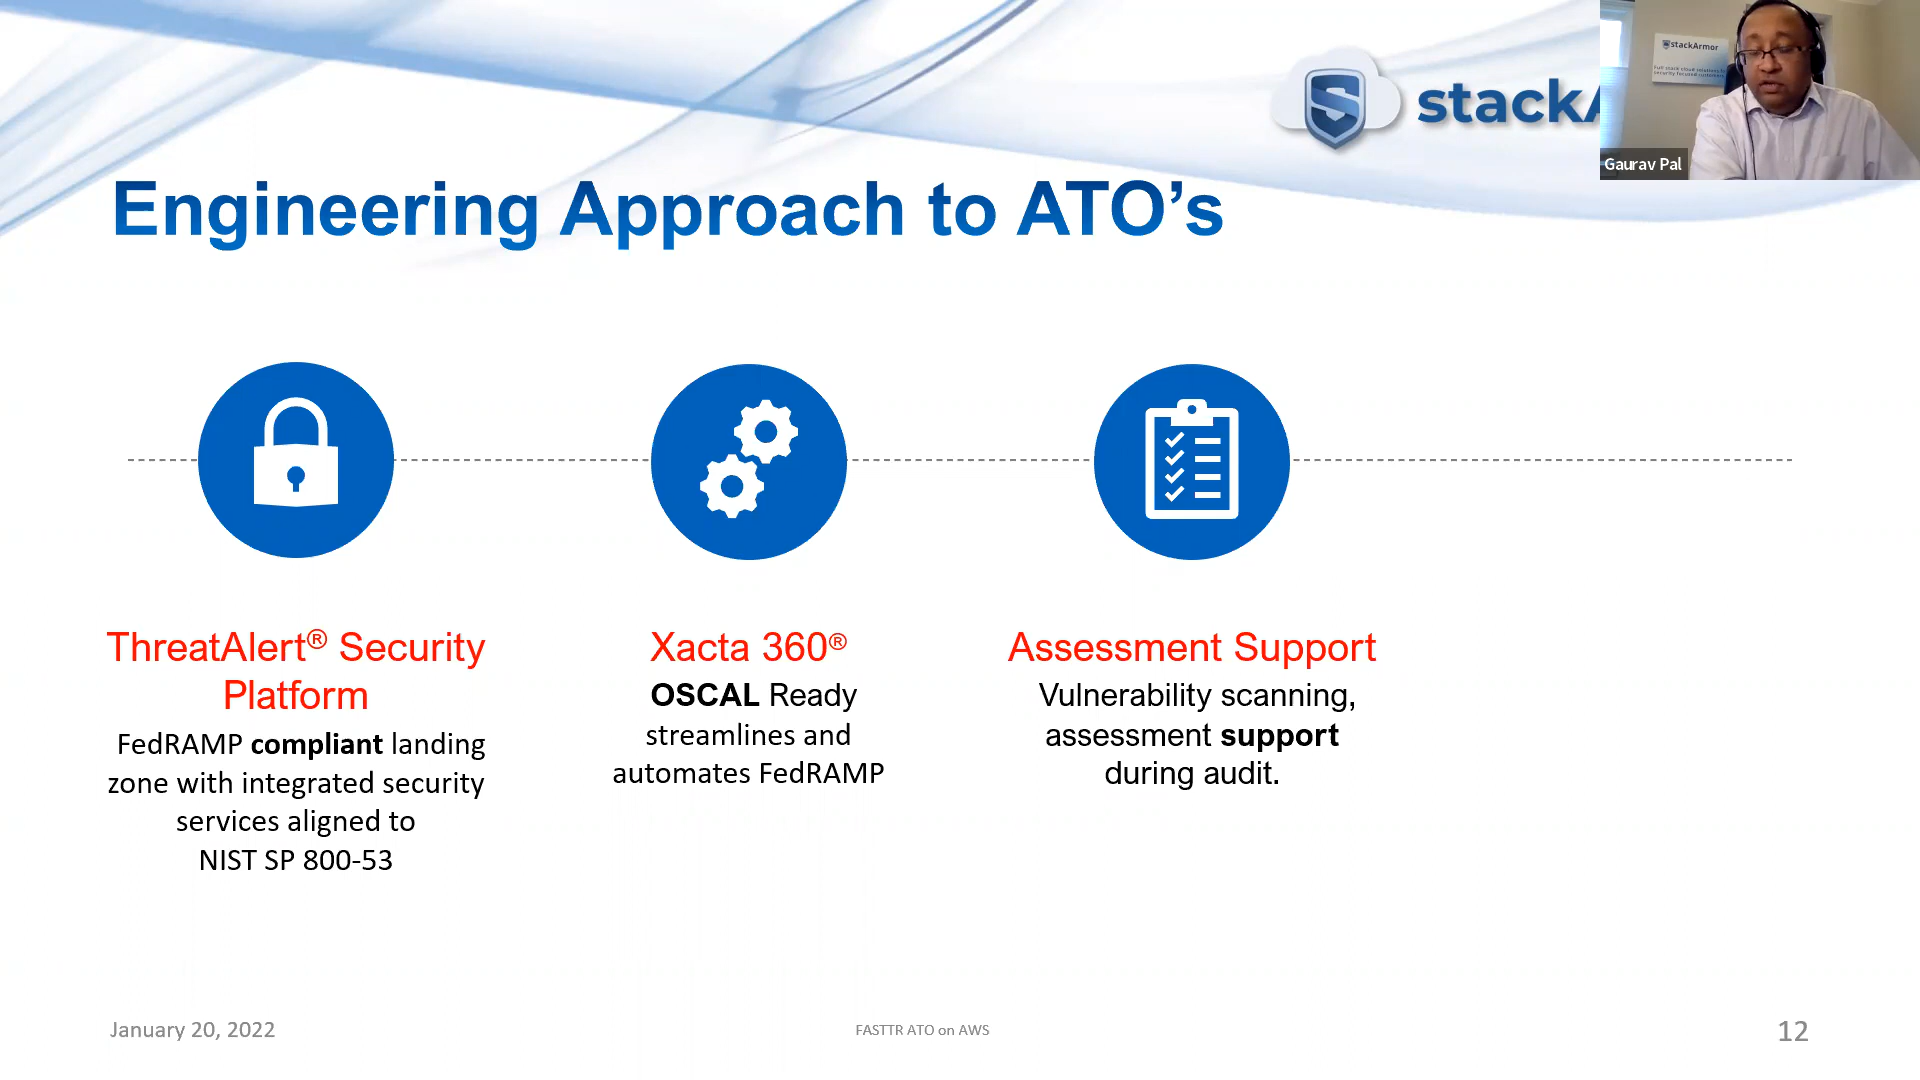 stackA
stackArmor
Gaurav Pal
Engineering Approach to ATO’s
ThreatAlert® Security
Platform
FedRAMP compliant landing
zone with integrated security
services aligned to
NIST SP 800-53
Xacta 360®
OSCAL Ready
streamlines and
automates FedRAMP
Assessment Support
Vulnerability scanning,
assessment support
during audit.
January 20, 2022
FASTTR ATO on AWS
12